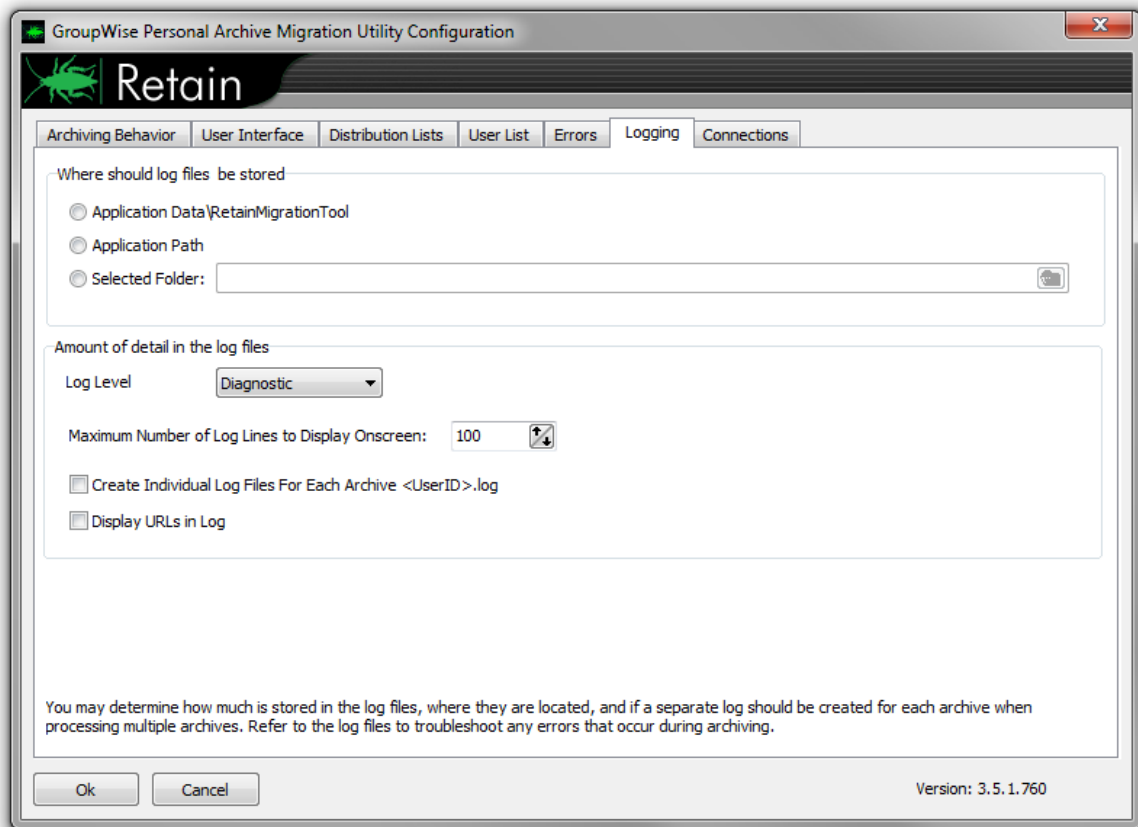 GroupWise Personal Archive Migration Utility Configuration
Retain
Archiving Behavior User Interface Distribution Lists User List Errors Logging Connections
Where should log files be stored
Application Data\RetainMigrationTool
Application Path
Selected Folder:
Amount of detail in the log files
Log Level Diagnostic
Maximum Number of Log Lines to Display Onscreen: 100
Create Individual Log Files For Each Archive <UserID>.log
Display URLs in Log
You may determine how much is stored in the log files, where they are located, and if a separate log should be created for each archive when
processing multiple archives. Refer to the log files to troubleshoot any errors that occur during archiving.
Ok Cancel Version: 3.5.1.760